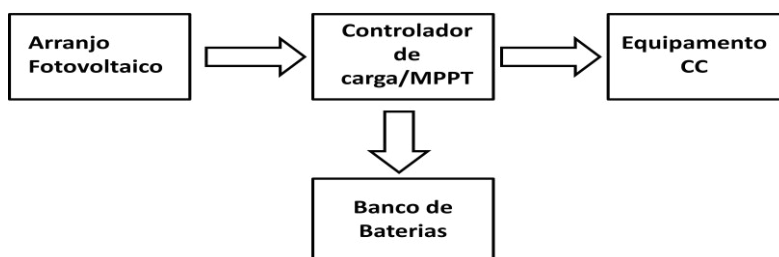 Arranjo
Fotovoltaico
Controlador
de
carga/MPPT
Equipamento
CC
Banco de
Baterias